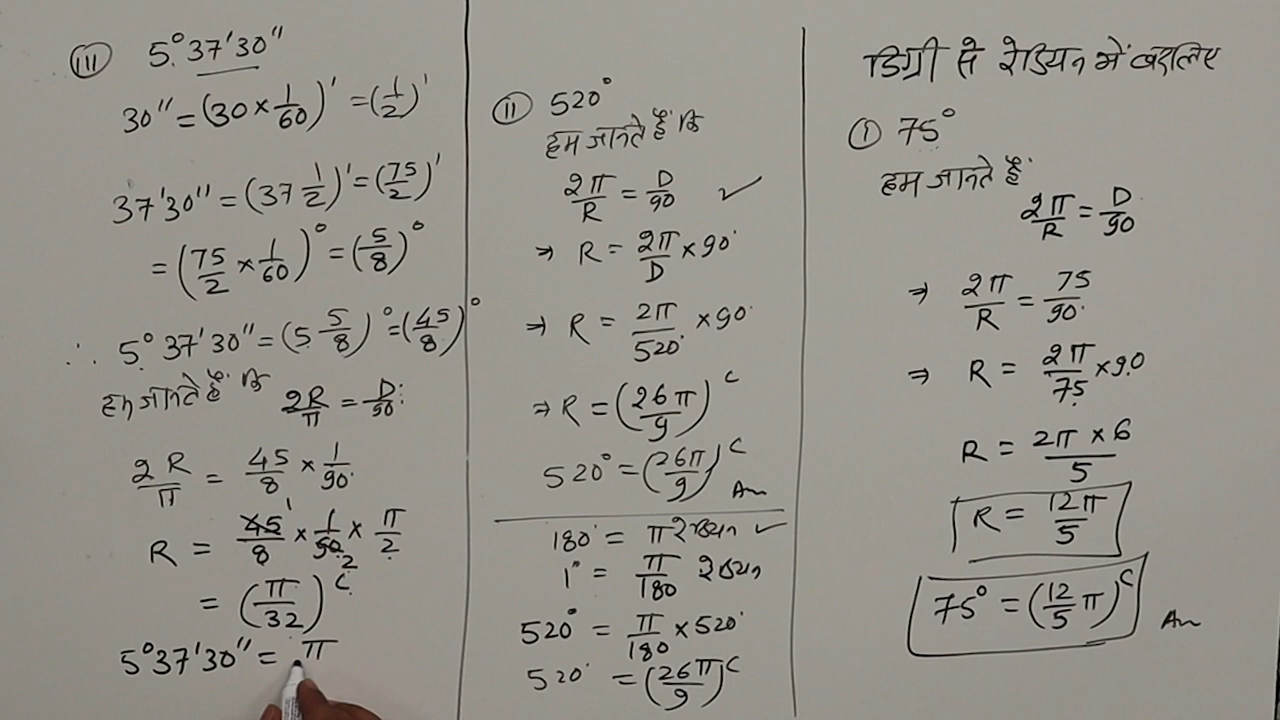 डिग्री से रेडियन में बदलिए
(i) 75°
हम जानते हैं
2π/R = D/90
⇒ 2π/R = 75/90
⇒ R = 2π/75 × 90
R = 2π × 6/5
R = 12π/5
75° = (12/5 π)^c
An
(ii) 520°
हम जानते हैं कि
2π/R = D/90 ✓
⇒ R = 2π/D × 90°
⇒ R = 2π/520 × 90
⇒ R = (26π/9)^c
520° = (26π/9)^c
An
180° = π रेडियन ✓
1° = π/180 रेडियन
520° = π/180 × 520°
520° = (26π/9)^c
(iii) 5° 37' 30"
30" = (30 × 1/60)' = (1/2)'
37' 30" = (37 1/2)' = (75/2)'
= (75/2 × 1/60)° = (5/8)°
∴ 5° 37' 30" = (5 5/8)° = (45/8)°
हम जानते हैं कि 2R/π = D/90
2R/π = 45/8 × 1/90
R = 45/8 × 1/90 × π/2
= (π/32)^c
5° 37' 30" = π